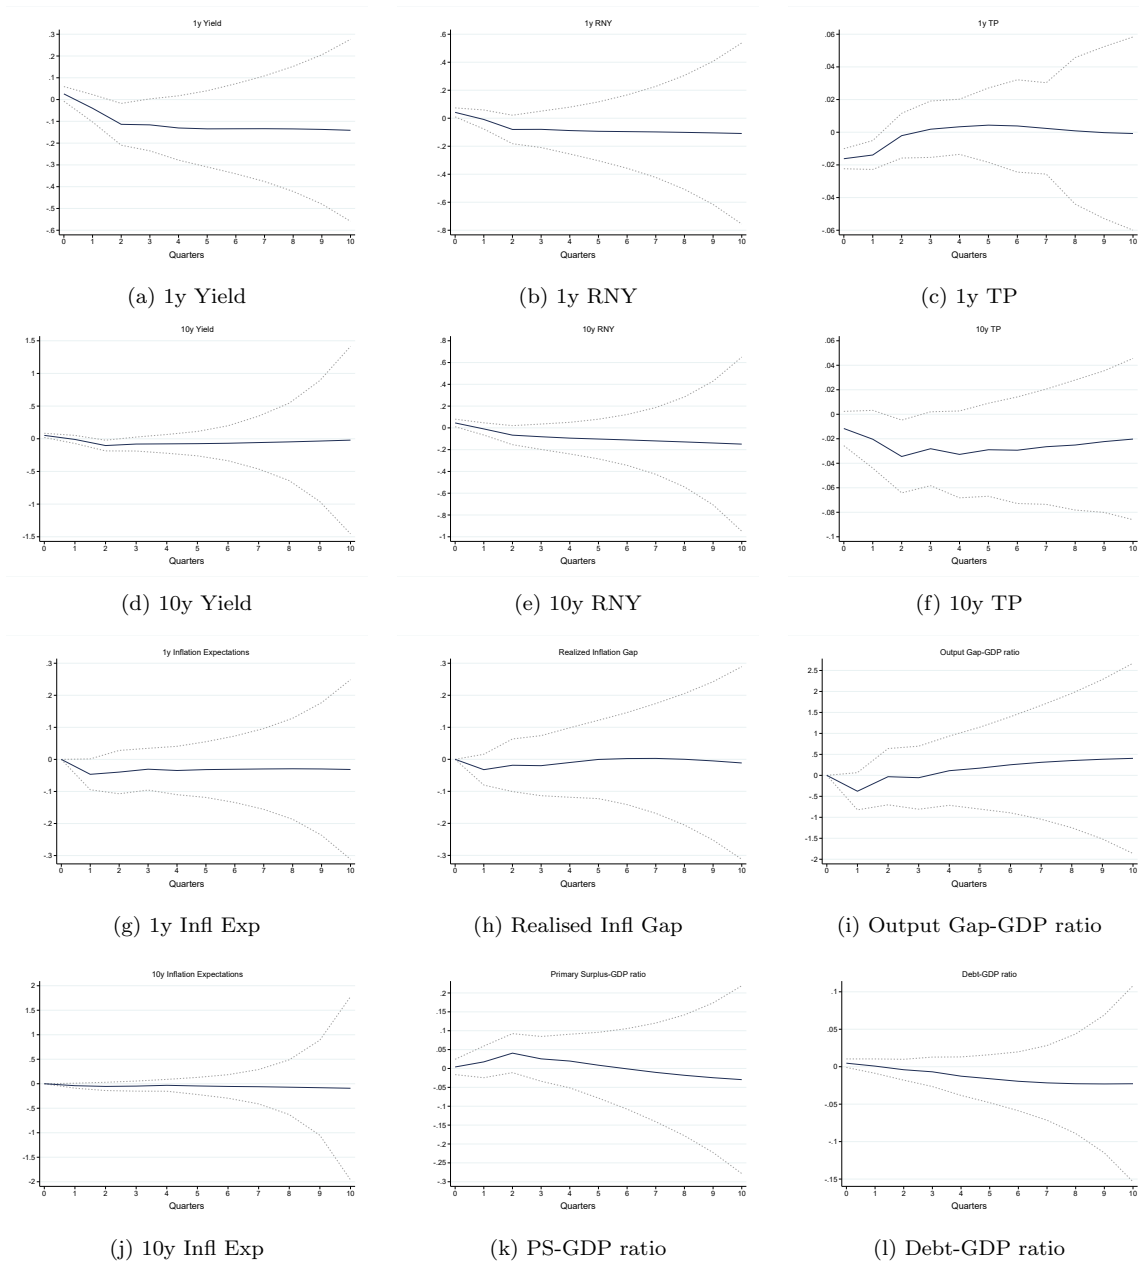 1y Yield
.3
.2
.1
0
-.1
-.2
-.3
-.4
-.5
-.6
0 1 2 3 4 5 6 7 8 9 10
Quarters
(a) 1y Yield
1y RNY
.6
.4
.2
0
-.2
-.4
-.6
-.8
0 1 2 3 4 5 6 7 8 9 10
Quarters
(b) 1y RNY
1y TP
.06
.04
.02
0
-.02
-.04
-.06
0 1 2 3 4 5 6 7 8 9 10
Quarters
(c) 1y TP
10y Yield
1.5
1
.5
0
-.5
-1
-1.5
0 1 2 3 4 5 6 7 8 9 10
Quarters
(d) 10y Yield
10y RNY
.8
.6
.4
.2
0
-.2
-.4
-.6
-.8
-1
0 1 2 3 4 5 6 7 8 9 10
Quarters
(e) 10y RNY
10y TP
.06
.04
.02
0
-.02
-.04
-.06
-.08
-.1
0 1 2 3 4 5 6 7 8 9 10
Quarters
(f) 10y TP
1y Inflation Expectations
.3
.2
.1
0
-.1
-.2
-.3
0 1 2 3 4 5 6 7 8 9 10
Quarters
(g) 1y Infl Exp
Realized Inflation Gap
.3
.2
.1
0
-.1
-.2
-.3
0 1 2 3 4 5 6 7 8 9 10
Quarters
(h) Realised Infl Gap
Output Gap-GDP ratio
2.5
2
1.5
1
.5
0
-.5
-1
-1.5
-2
0 1 2 3 4 5 6 7 8 9 10
Quarters
(i) Output Gap-GDP ratio
10y Inflation Expectations
2
1.5
1
.5
0
-.5
-1
-1.5
-2
0 1 2 3 4 5 6 7 8 9 10
Quarters
(j) 10y Infl Exp
Primary Surplus-GDP ratio
.2
.15
.1
.05
0
-.05
-.1
-.15
-.2
-.25
-.3
0 1 2 3 4 5 6 7 8 9 10
Quarters
(k) PS-GDP ratio
Debt-GDP ratio
.1
.05
0
-.05
-.1
-.15
0 1 2 3 4 5 6 7 8 9 10
Quarters
(l) Debt-GDP ratio